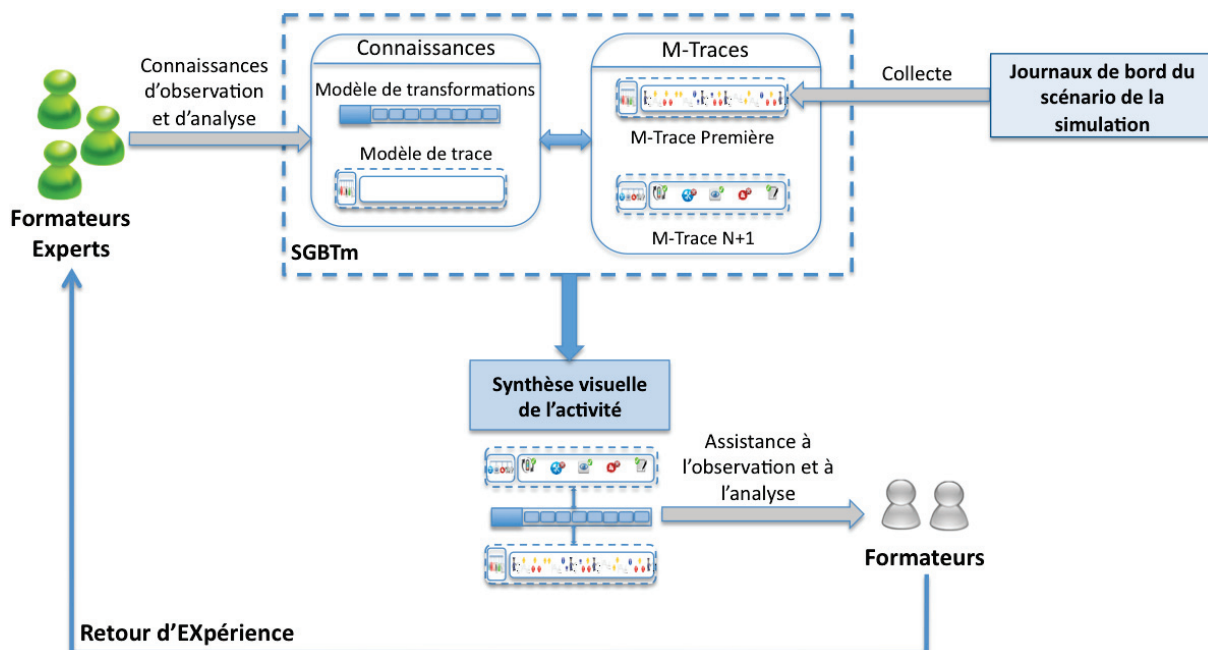 Connaissances
M-Traces
Connaissances
d'observation
et d'analyse
Modèle de transformations
Modèle de trace
M-Trace Première
M-Trace N+1
Collecte
Journaux de bord du
scénario de la
simulation
Formateurs
Experts
SGBTm
Synthèse visuelle
de l'activité
Assistance à
l'observation et à
l'analyse
Formateurs
Retour d'EXpérience